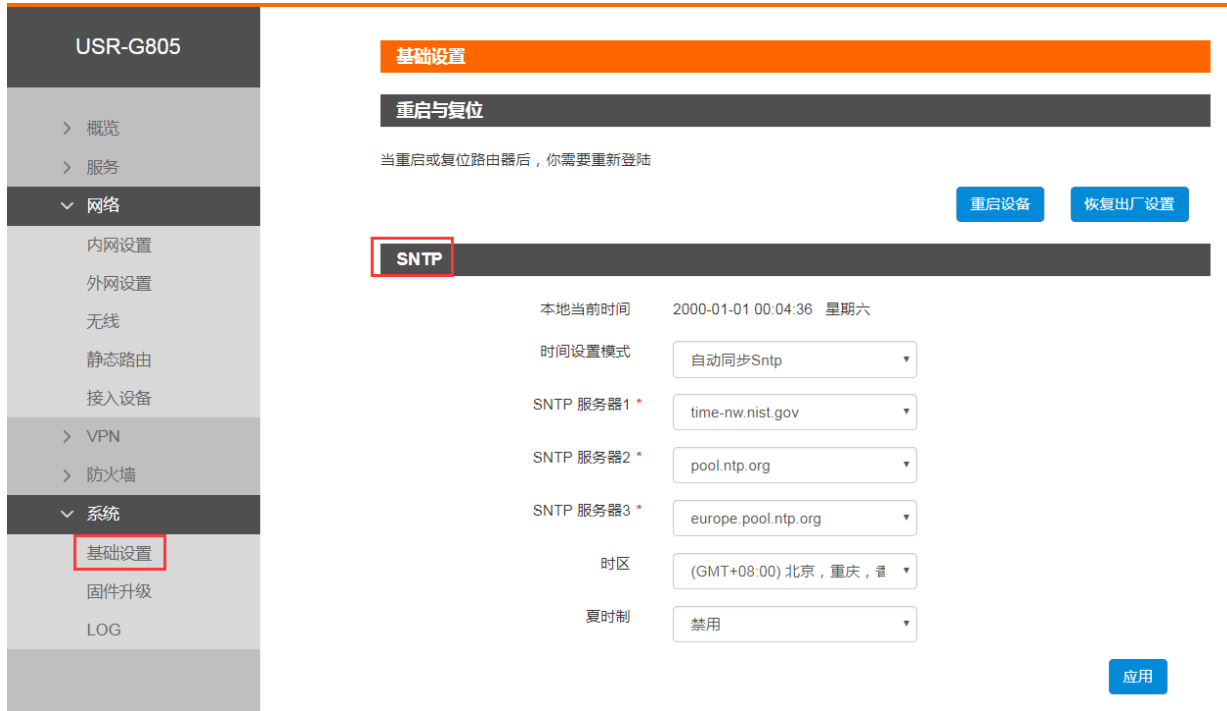 USR-G805
概览
服务
网络
内网设置
外网设置
无线
静态路由
接入设备
VPN
防火墙
系统
基础设置
固件升级
LOG
基础设置
重启与复位
当重启或复位路由器后，你需要重新登陆
重启设备 恢复出厂设置
SNTP
本地当前时间 2000-01-01 00:04:36 星期六
时间设置模式 自动同步Sntp
SNTP 服务器1 * time-nw.nist.gov
SNTP 服务器2 * pool.ntp.org
SNTP 服务器3 * europe.pool.ntp.org
时区 (GMT+08:00) 北京，重庆，香
夏时制 禁用
应用